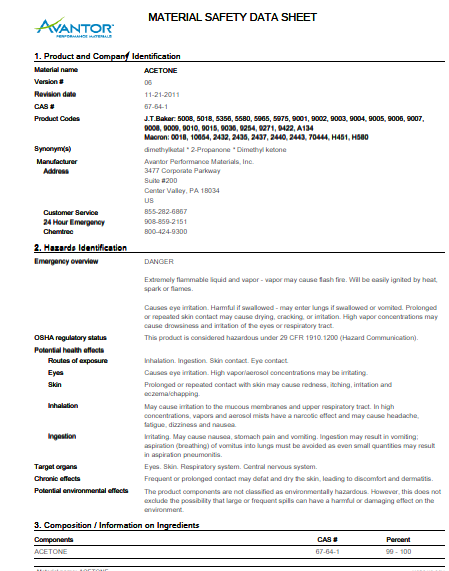 AVANTOR
PERFORMANCE MATERIALS
MATERIAL SAFETY DATA SHEET
1. Product and Company Identification
Material name ACETONE
Version # 06
Revision date 11-21-2011
CAS # 67-64-1
Product Codes J.T.Baker: 5008, 5018, 5356, 5580, 5965, 5975, 9001, 9002, 9003, 9004, 9005, 9006, 9007,
9008, 9009, 9010, 9015, 9036, 9254, 9271, 9422, A134
Macron: 0018, 10654, 2432, 2435, 2437, 2440, 2443, 70444, H451, H580
Synonym(s) dimethylketal * 2-Propanone * Dimethyl ketone
Manufacturer Avantor Performance Materials, Inc.
Address 3477 Corporate Parkway
Suite #200
Center Valley, PA 18034
US
Customer Service 855-282-6867
24 Hour Emergency 908-859-2151
Chemtrec 800-424-9300
2. Hazards Identification
Emergency overview DANGER
Extremely flammable liquid and vapor - vapor may cause flash fire. Will be easily ignited by heat,
spark or flames.
Causes eye irritation. Harmful if swallowed - may enter lungs if swallowed or vomited. Prolonged
or repeated skin contact may cause drying, cracking, or irritation. High vapor concentrations may
cause drowsiness and irritation of the eyes or respiratory tract.
OSHA regulatory status This product is considered hazardous under 29 CFR 1910.1200 (Hazard Communication).
Potential health effects
Routes of exposure Inhalation. Ingestion. Skin contact. Eye contact.
Eyes Causes eye irritation. High vapor/aerosol concentrations may be irritating.
Skin Prolonged or repeated contact with skin may cause redness, itching, irritation and
eczema/chapping.
Inhalation May cause irritation to the mucous membranes and upper respiratory tract. In high
concentrations, vapors and aerosol mists have a narcotic effect and may cause headache,
fatigue, dizziness and nausea.
Ingestion Irritating. May cause nausea, stomach pain and vomiting. Ingestion may result in vomiting;
aspiration (breathing) of vomitus into lungs must be avoided as even small quantities may result
in aspiration pneumonitis.
Target organs Eyes. Skin. Respiratory system. Central nervous system.
Chronic effects Frequent or prolonged contact may defat and dry the skin, leading to discomfort and dermatitis.
Potential environmental effects The product components are not classified as environmentally hazardous. However, this does not
exclude the possibility that large or frequent spills can have a harmful or damaging effect on the
environment.
3. Composition / Information on Ingredients
Components CAS # Percent
ACETONE 67-64-1 99 - 100